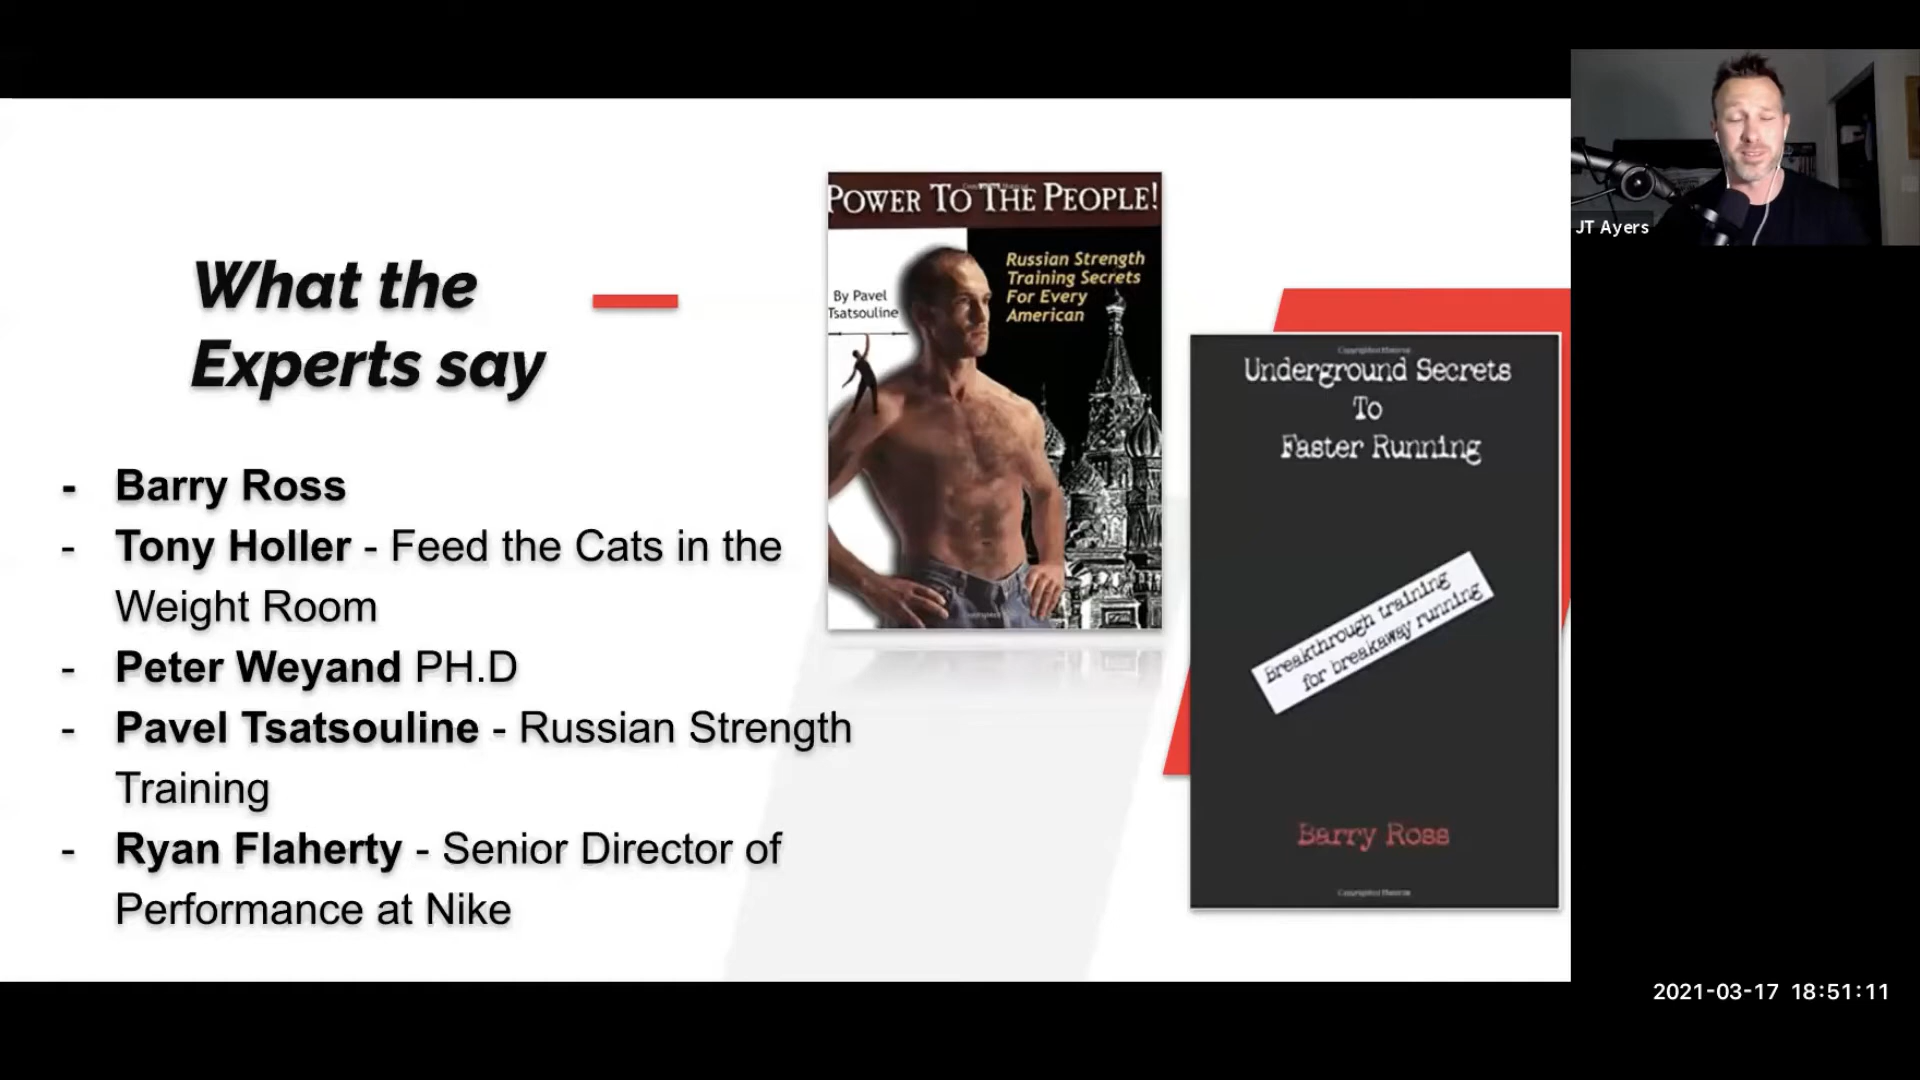 What the
Experts say
- Barry Ross
- Tony Holler - Feed the Cats in the
Weight Room
- Peter Weyand PH.D
- Pavel Tsatsouline - Russian Strength
Training
- Ryan Flaherty - Senior Director of
Performance at Nike
POWER TO THE PEOPLE!
By Pavel
Tsatsouline
Russian Strength
Training Secrets
For Every
American
Underground Secrets
To
Faster Running
Breakthrough training
for breakaway running
Barry Ross
JT Ayers
2021-03-17 18:51:11